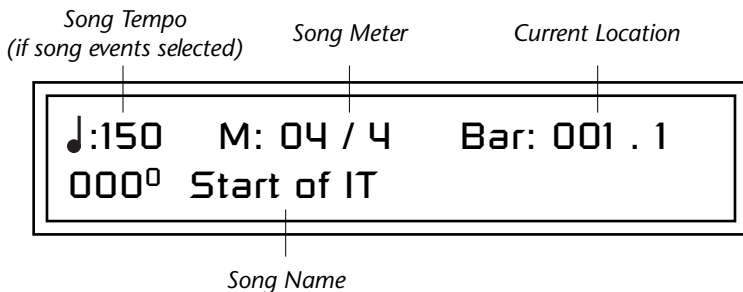 Song Tempo
(if song events selected)
Song Meter
Current Location
♩:150 M: 04 / 4 Bar: 001 . 1
000⁰ Start of IT
Song Name